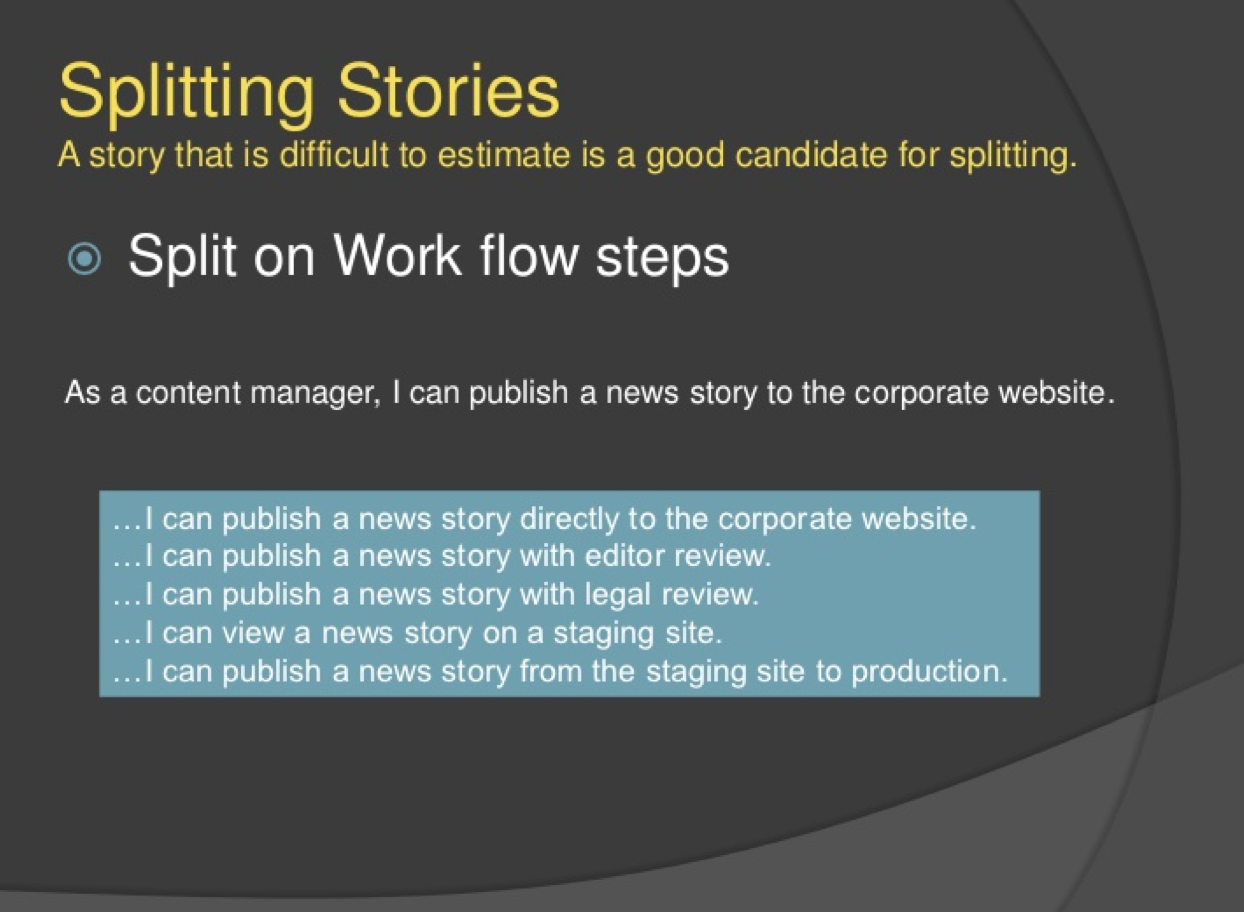 Splitting Stories
A story that is difficult to estimate is a good candidate for splitting.
Split on Work flow steps
As a content manager, I can publish a news story to the corporate website.
…I can publish a news story directly to the corporate website.
…I can publish a news story with editor review.
…I can publish a news story with legal review.
…I can view a news story on a staging site.
…I can publish a news story from the staging site to production.